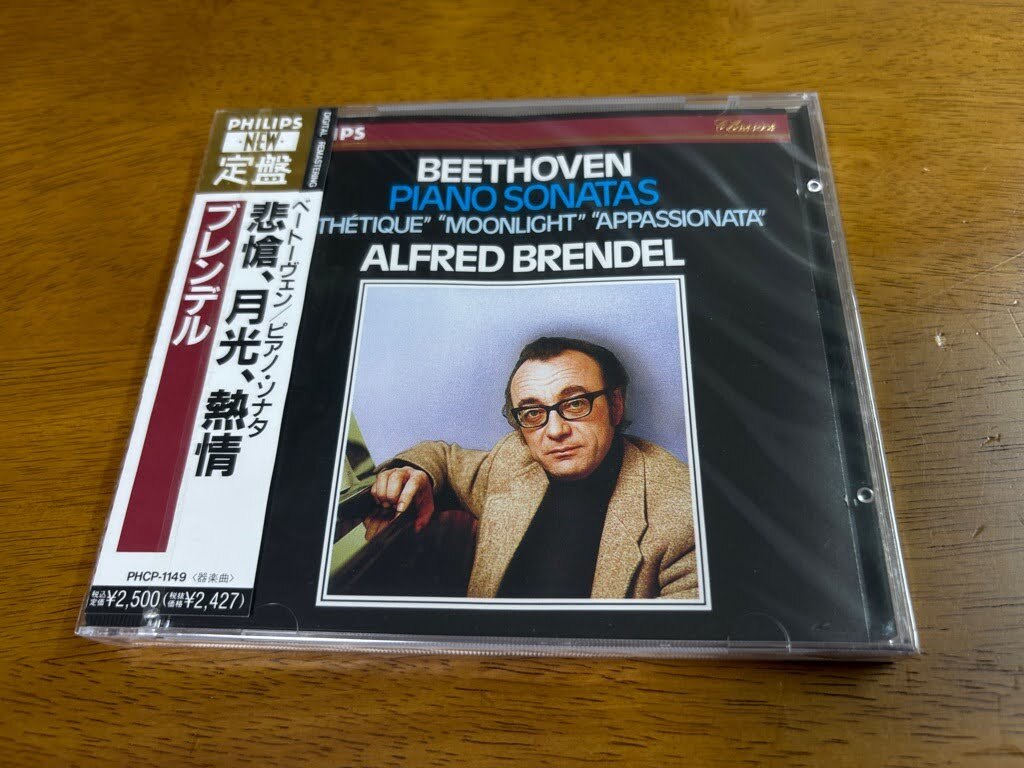 PHILIPS
NEW
定盤
DIGITAL REMASTERING
ベートーヴェン/ピアノ・ソナタ
悲愴、月光、熱情
ブレンデル
PHCP-1149〈器楽曲〉
税込定価¥2,500(税抜価格¥2,427)
IPS
BEETHOVEN
PIANO SONATAS
THÉTIQUE” “MOONLIGHT” “APPASSIONATA”
ALFRED BRENDEL